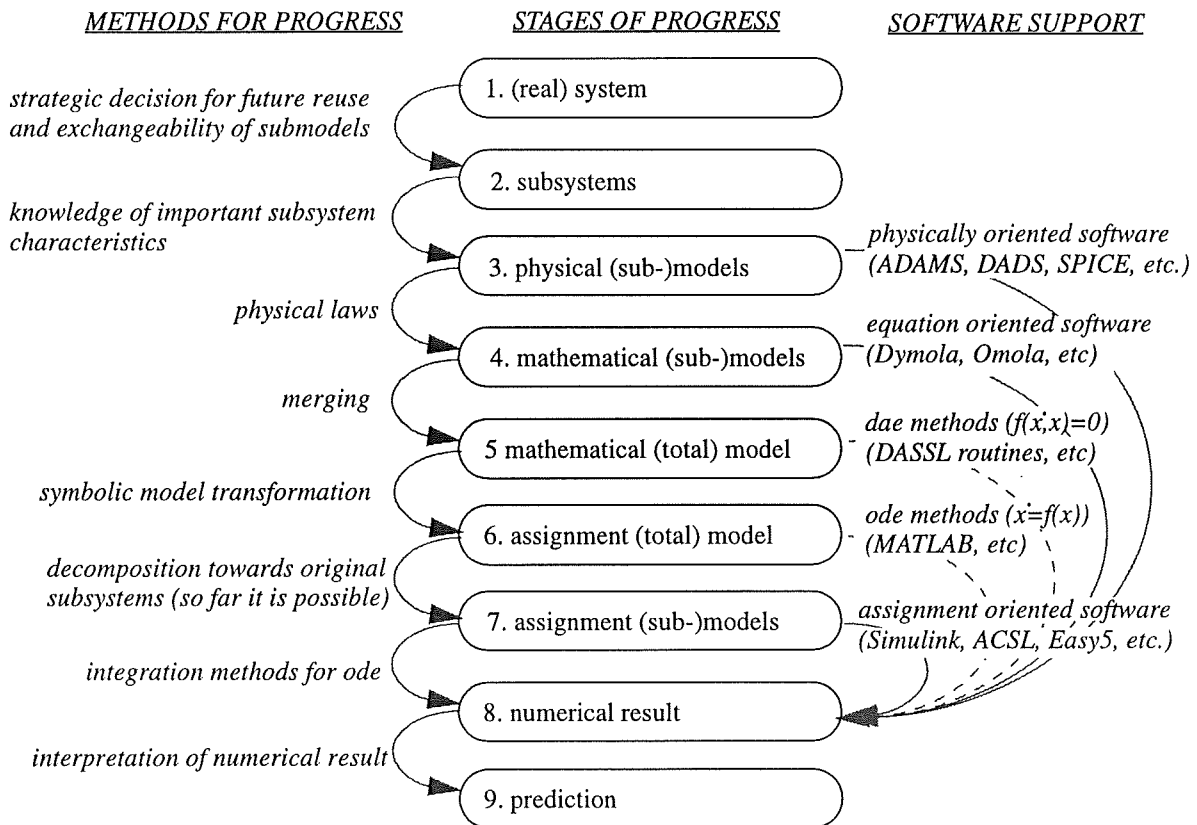 METHODS FOR PROGRESS
STAGES OF PROGRESS
SOFTWARE SUPPORT
1. (real) system
strategic decision for future reuse
and exchangeability of submodels
2. subsystems
knowledge of important subsystem
characteristics
3. physical (sub-)models
physically oriented software
(ADAMS, DADS, SPICE, etc.)
physical laws
4. mathematical (sub-)models
equation oriented software
(Dymola, Omola, etc)
merging
5 mathematical (total) model
dae methods (f(ẋ,x)=0)
(DASSL routines, etc)
symbolic model transformation
6. assignment (total) model
ode methods (ẋ=f(x))
(MATLAB, etc)
decomposition towards original
subsystems (so far it is possible)
7. assignment (sub-)models
assignment oriented software
(Simulink, ACSL, Easy5, etc.)
integration methods for ode
8. numerical result
interpretation of numerical result
9. prediction